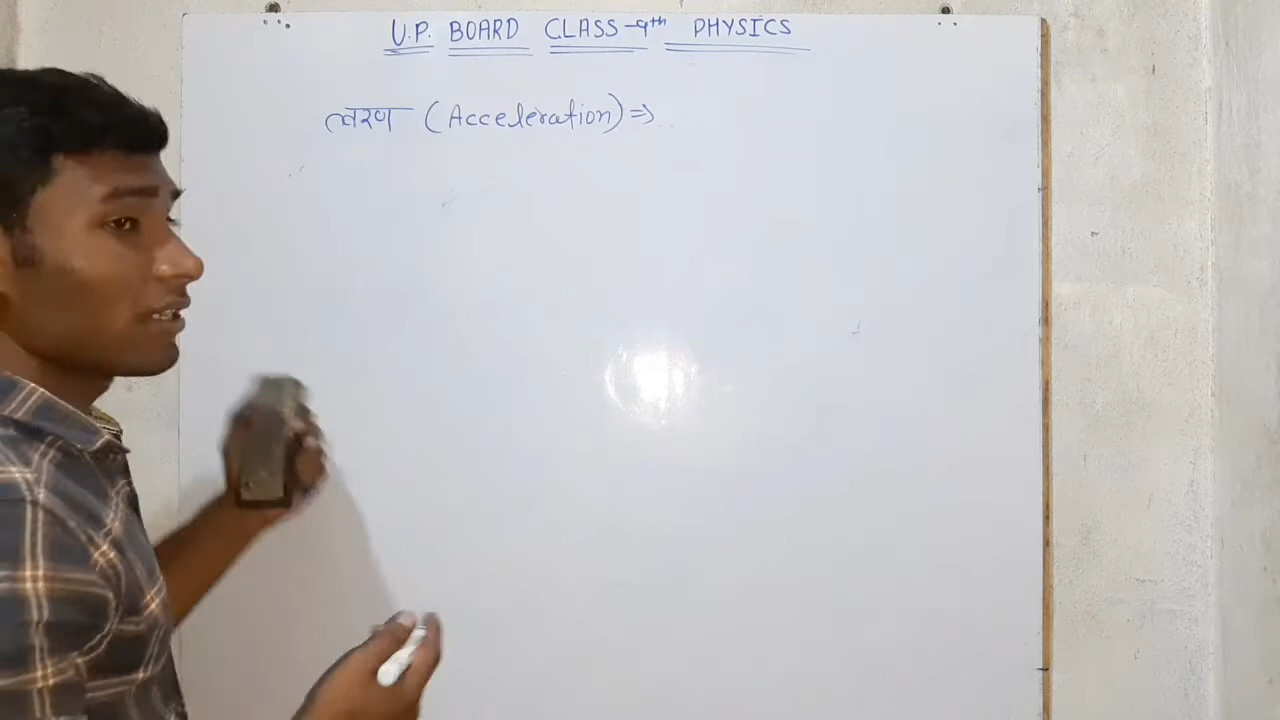 U.P. BOARD CLASS-9th PHYSICS
त्वरण (Acceleration) ⇒